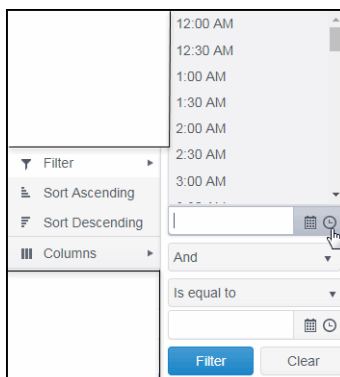 12:00 AM
12:30 AM
1:00 AM
1:30 AM
2:00 AM
2:30 AM
3:00 AM
Filter
Sort Ascending
Sort Descending
Columns
And
Is equal to
Filter
Clear